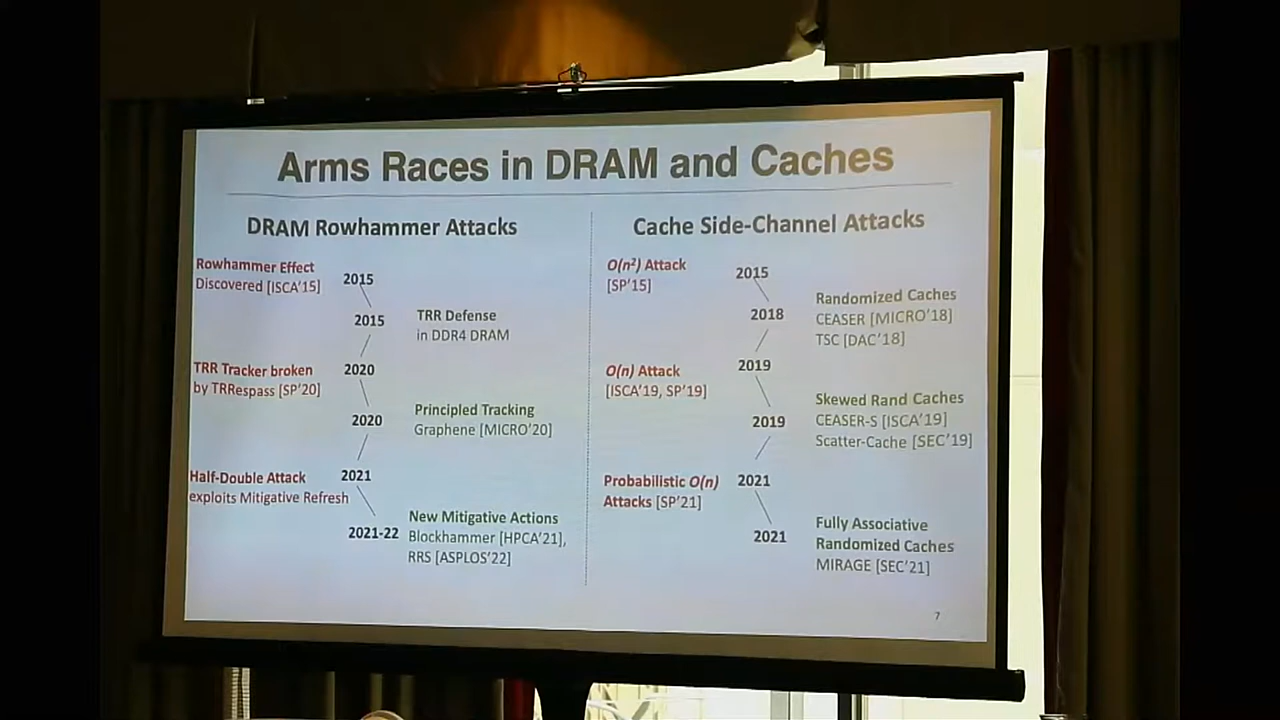 Arms Races in DRAM and Caches
DRAM Rowhammer Attacks
Rowhammer Effect
Discovered [ISCA'15]
2015
2015
TRR Defense
in DDR4 DRAM
TRR Tracker broken
by TRRespass [SP'20]
2020
2020
Principled Tracking
Graphene [MICRO'20]
Half-Double Attack
exploits Mitigative Refresh
2021
2021-22
New Mitigative Actions
Blockhammer [HPCA'21],
RRS [ASPLOS'22]
Cache Side-Channel Attacks
O(n²) Attack
[SP'15]
2015
2018
Randomized Caches
CEASER [MICRO'18]
TSC [DAC'18]
O(n) Attack
[ISCA'19, SP'19]
2019
2019
Skewed Rand Caches
CEASER-S [ISCA'19]
Scatter-Cache [SEC'19]
Probabilistic O(n)
Attacks [SP'21]
2021
2021
Fully Associative
Randomized Caches
MIRAGE [SEC'21]
7